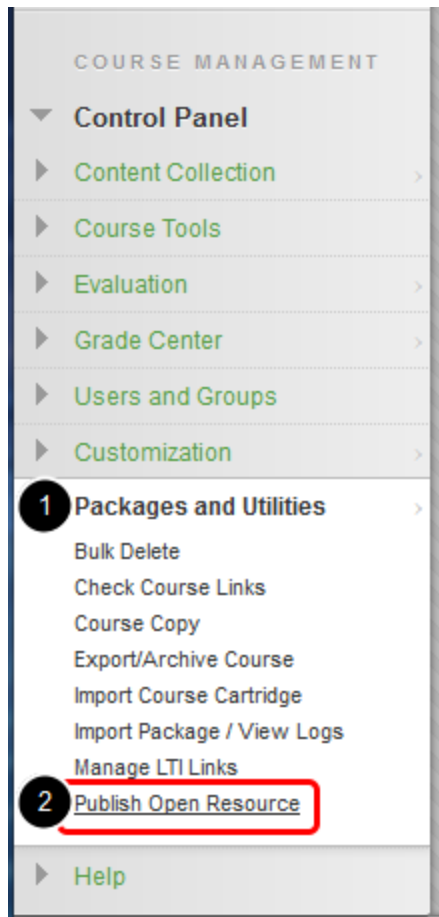 COURSE MANAGEMENT
Control Panel
Content Collection
Course Tools
Evaluation
Grade Center
Users and Groups
Customization
1 Packages and Utilities
Bulk Delete
Check Course Links
Course Copy
Export/Archive Course
Import Course Cartridge
Import Package / View Logs
Manage LTI Links
2 Publish Open Resource
Help